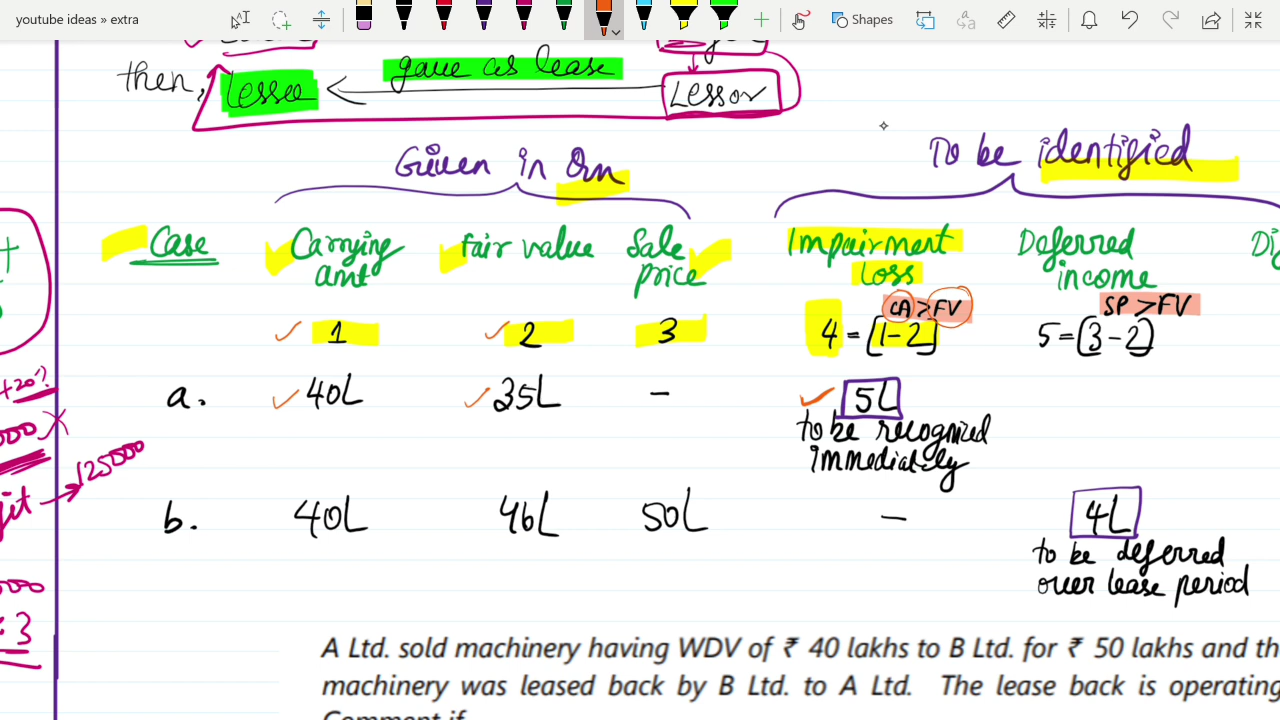 youtube ideas » extra
Shapes
then, Lessee gave as lease Lessor
Given in Qn To be identified
Case Carrying amt fair value Sale price Impairment loss Deferred income
CA>FV SP >FV
1 2 3 4 = [1-2] 5 = [3-2]
a. 40L 35L - 5L
to be recognized immediately
125000
b. 40L 46L 50L - 4L
to be deferred over lease period
A Ltd. sold machinery having WDV of ₹ 40 lakhs to B Ltd. for ₹ 50 lakhs and th
machinery was leased back by B Ltd. to A Ltd. The lease back is operating
Comment if